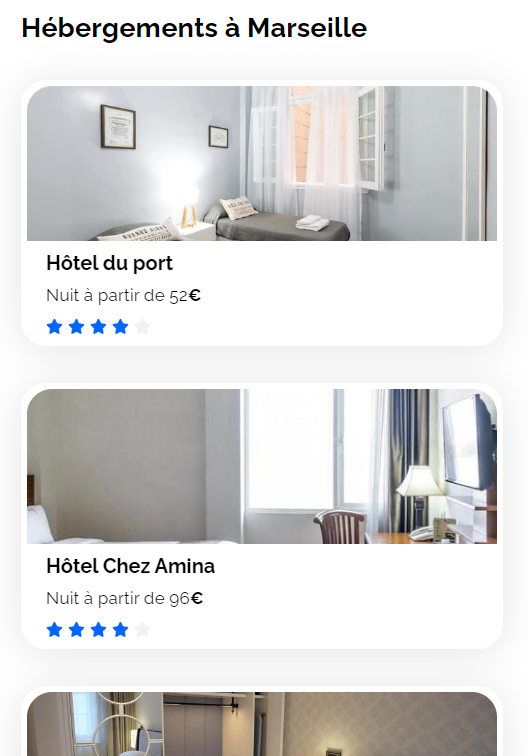 Hébergements à Marseille
Hôtel du port
Nuit à partir de 52€
Hôtel Chez Amina
Nuit à partir de 96€